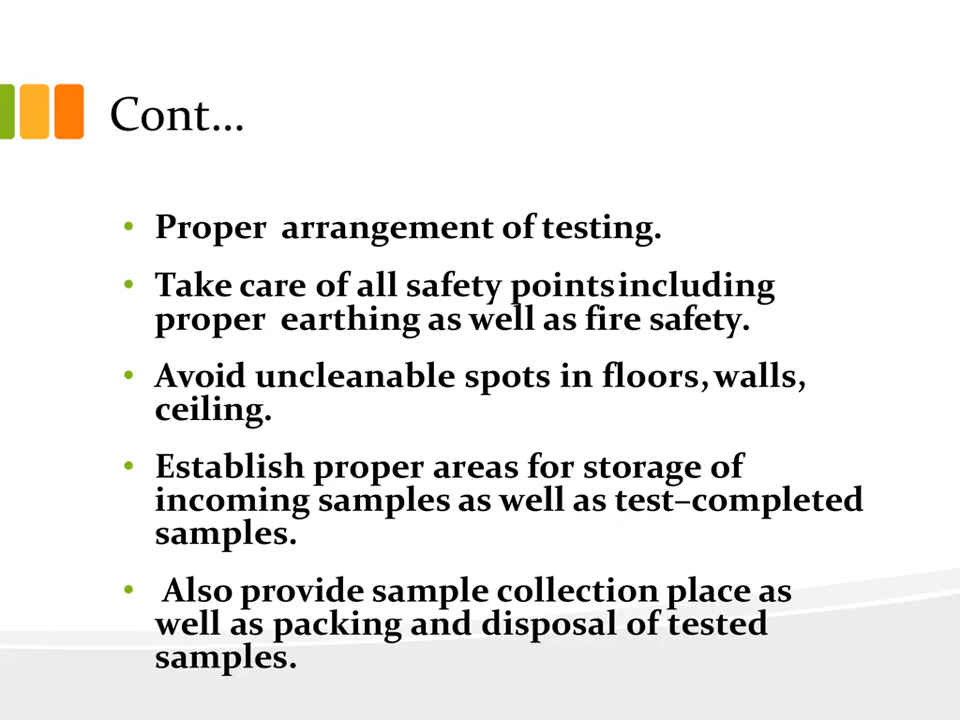 Cont...
• Proper arrangement of testing.
• Take care of all safety points including
proper earthing as well as fire safety.
• Avoid uncleanable spots in floors, walls,
ceiling.
• Establish proper areas for storage of
incoming samples as well as test–completed
samples.
• Also provide sample collection place as
well as packing and disposal of tested
samples.